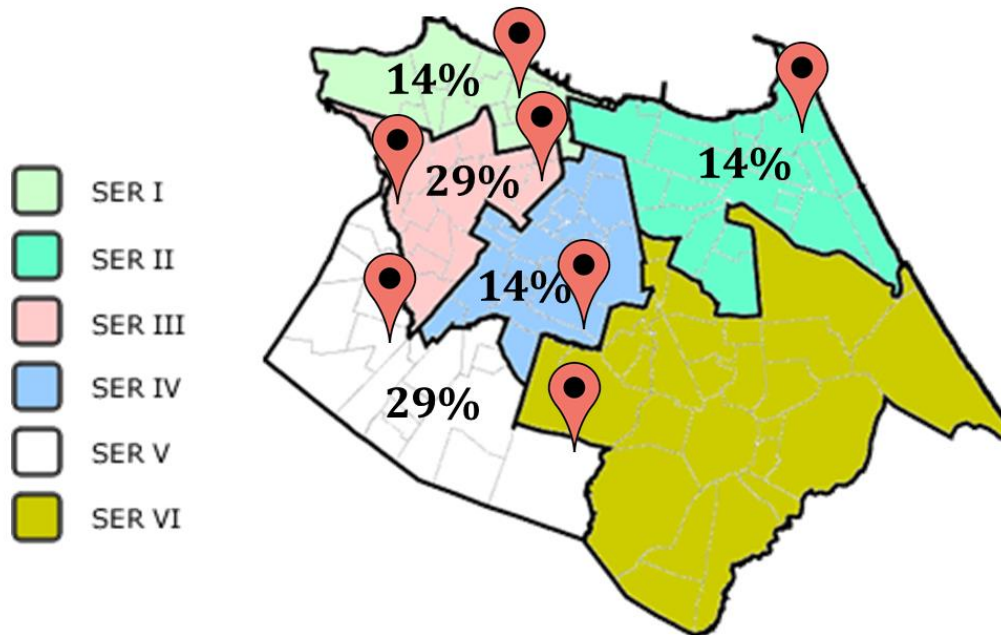 14%
29%
14%
14%
29%
SER I
SER II
SER III
SER IV
SER V
SER VI